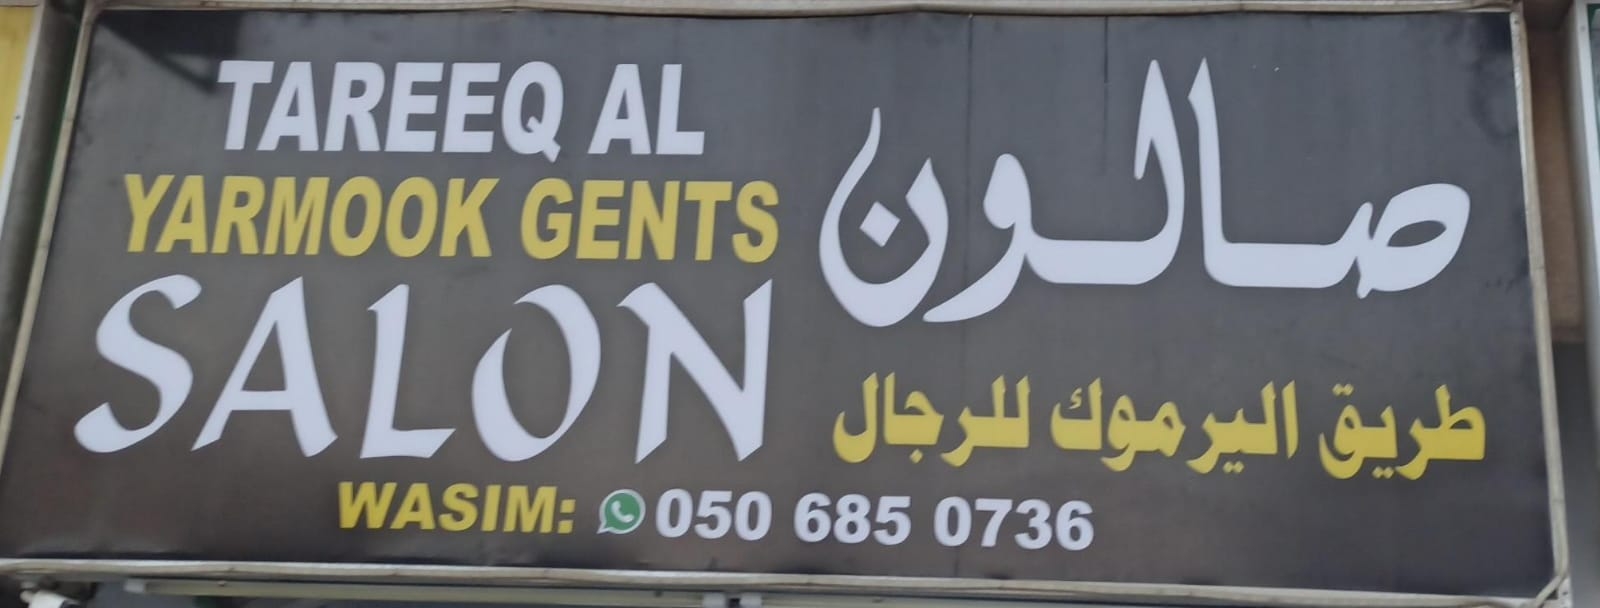 TAREEQ AL
YARMOOK GENTS
SALON
صالون
طريق اليرموك للرجال
WASIM: 050 685 0736